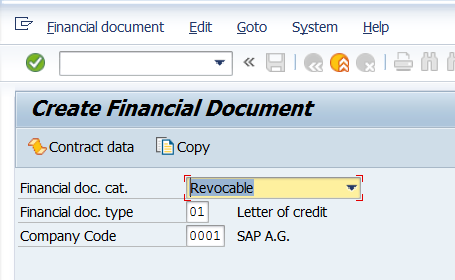 Financial document Edit Goto System Help
Create Financial Document
Contract data Copy
Financial doc. cat. Revocable
Financial doc. type 01 Letter of credit
Company Code 0001 SAP A.G.